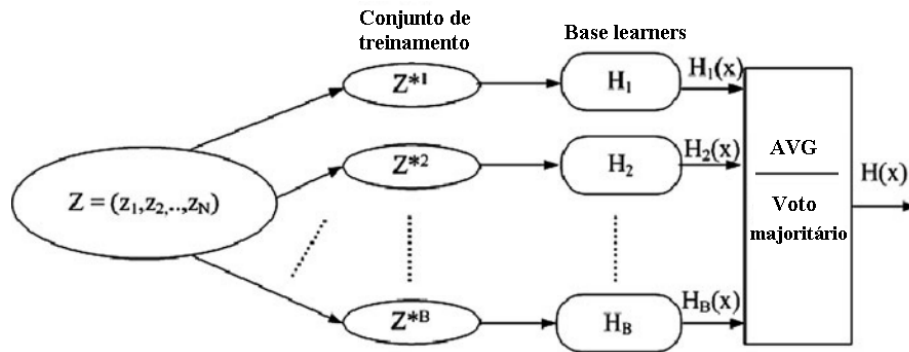 Conjunto de
treinamento
Base learners
Z = (z₁,z₂,..,z_N)
Z*¹
H₁
H₁(x)
Z*²
H₂
H₂(x)
Z*ᴮ
H_B
H_B(x)
AVG
Voto
majoritário
H(x)